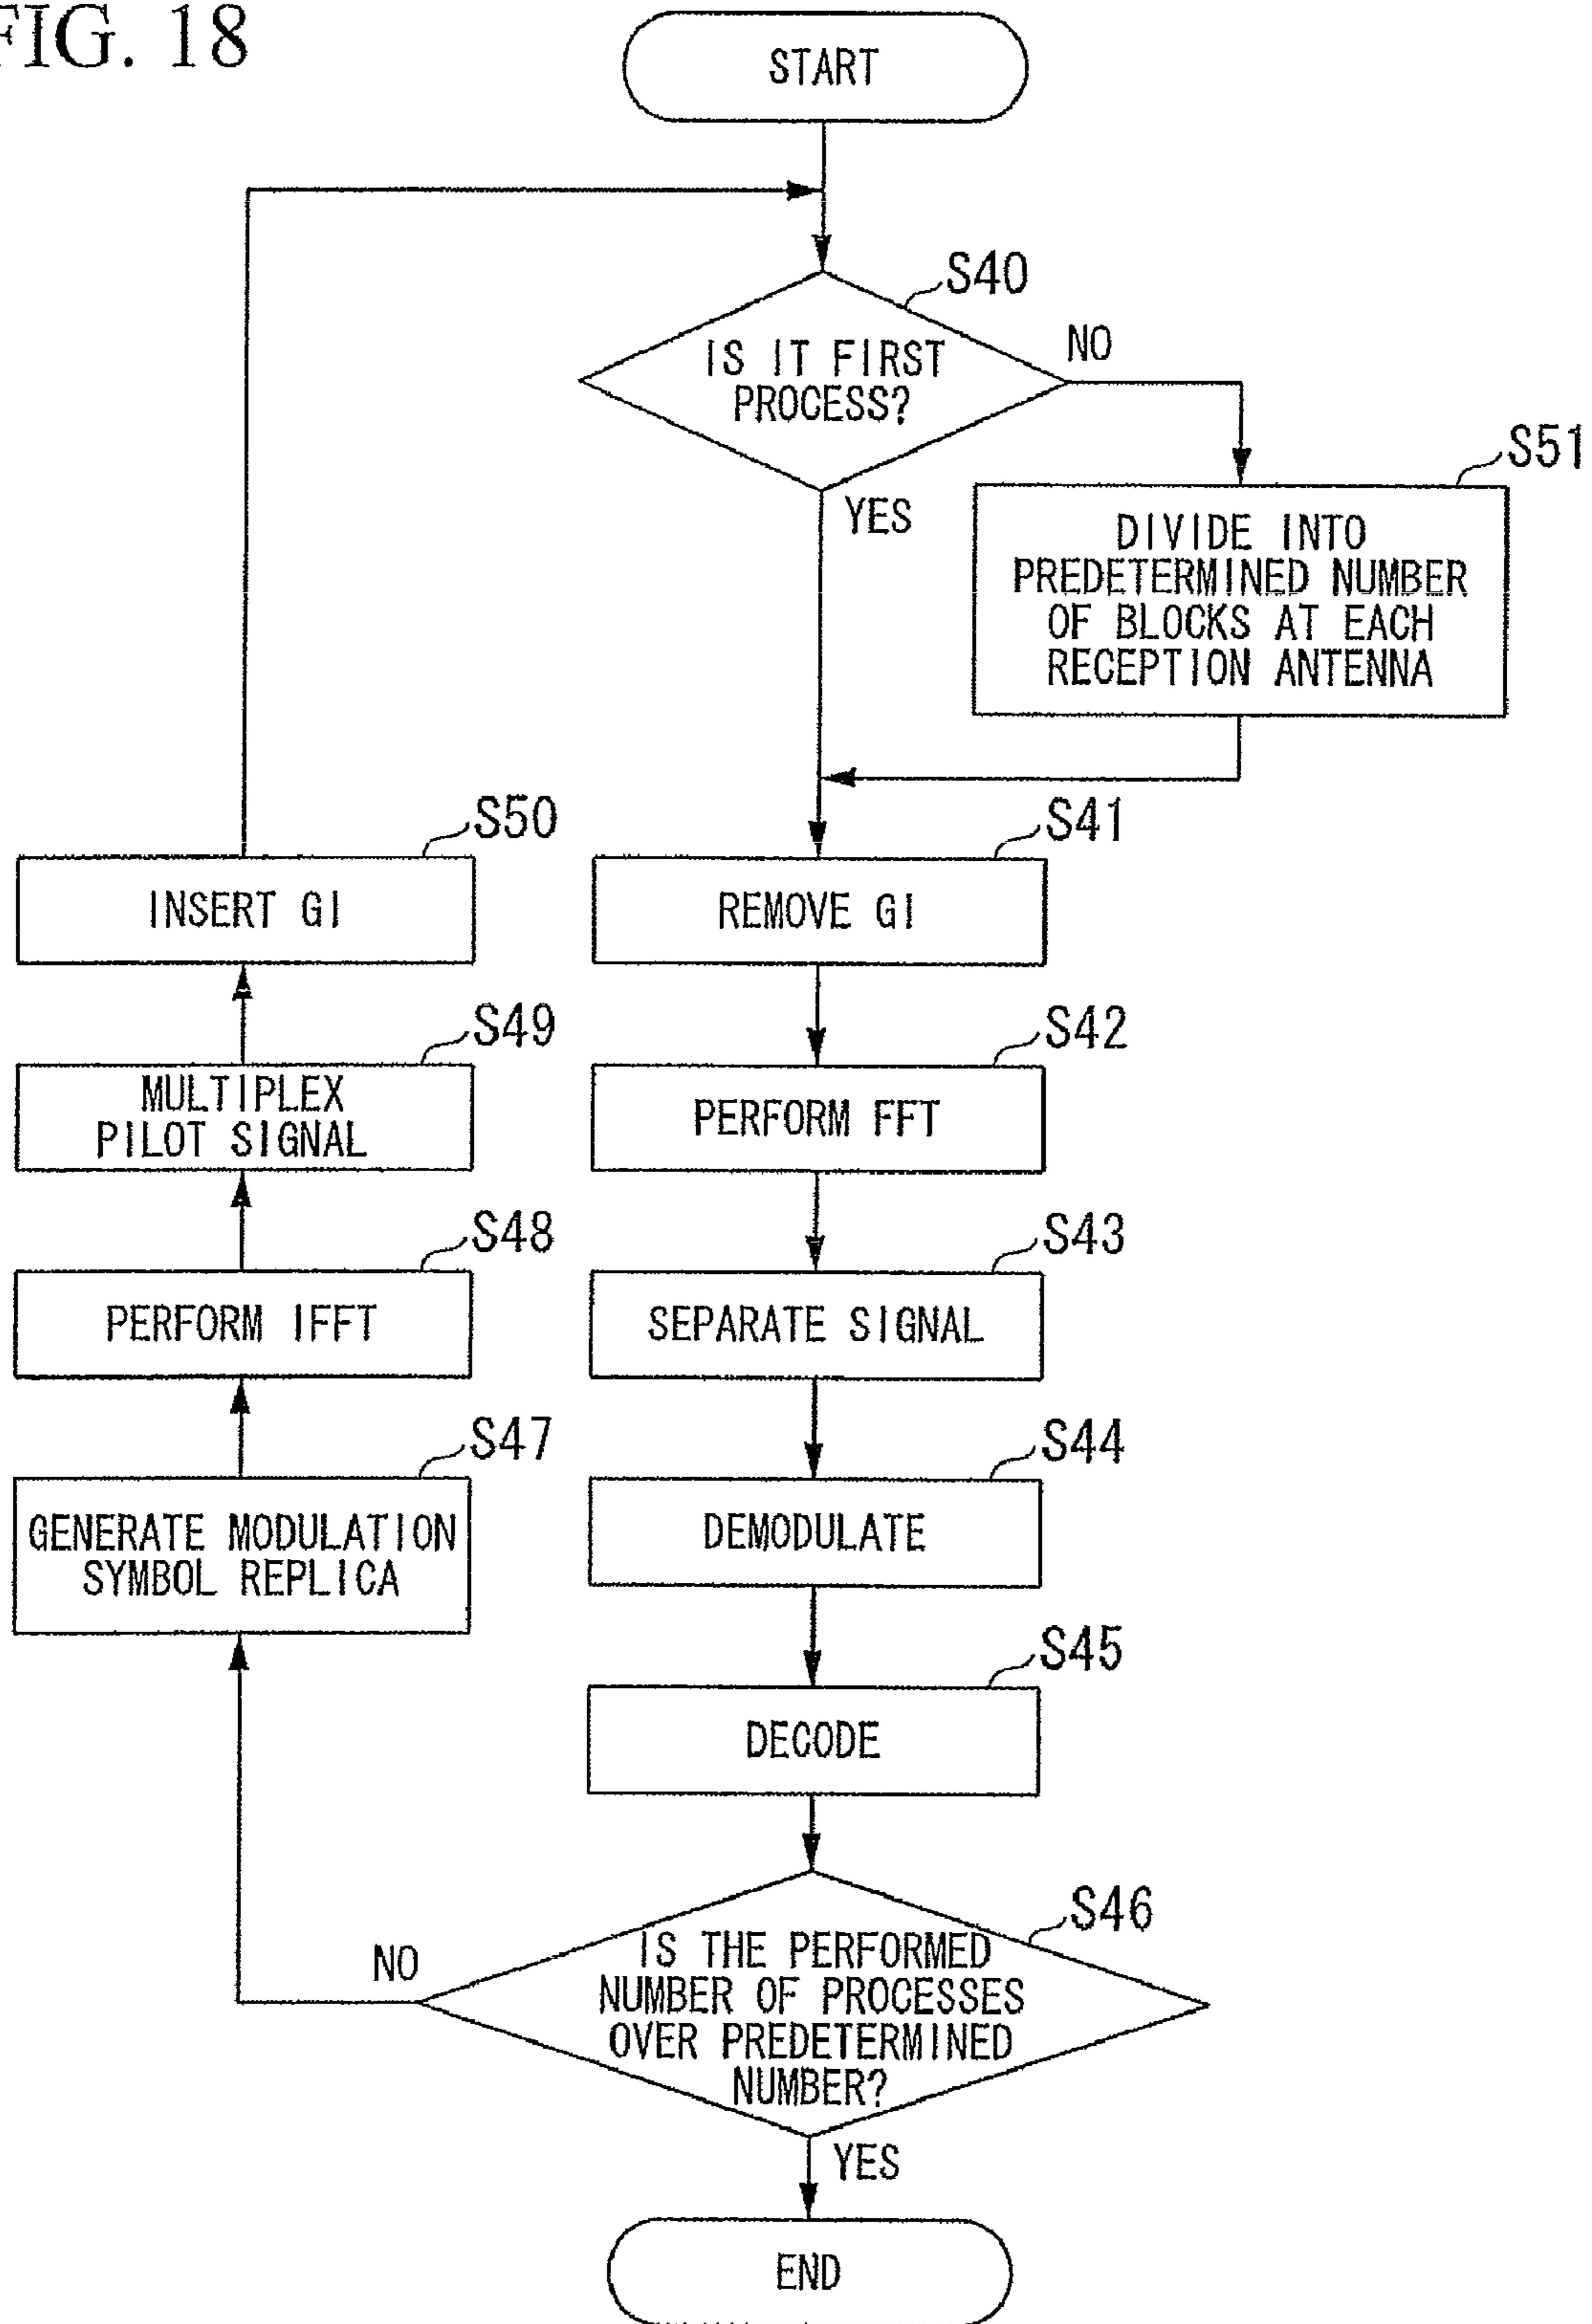 FIG. 18
START
S40
IS IT FIRST
PROCESS?
NO
YES
S51
DIVIDE INTO
PREDETERMINED NUMBER
OF BLOCKS AT EACH
RECEPTION ANTENNA
S41
REMOVE GI
S42
PERFORM FFT
S43
SEPARATE SIGNAL
S44
DEMODULATE
S45
DECODE
S46
IS THE PERFORMED
NUMBER OF PROCESSES
OVER PREDETERMINED
NUMBER?
NO
YES
S47
GENERATE MODULATION
SYMBOL REPLICA
S48
PERFORM IFFT
S49
MULTIPLEX
PILOT SIGNAL
S50
INSERT GI
END